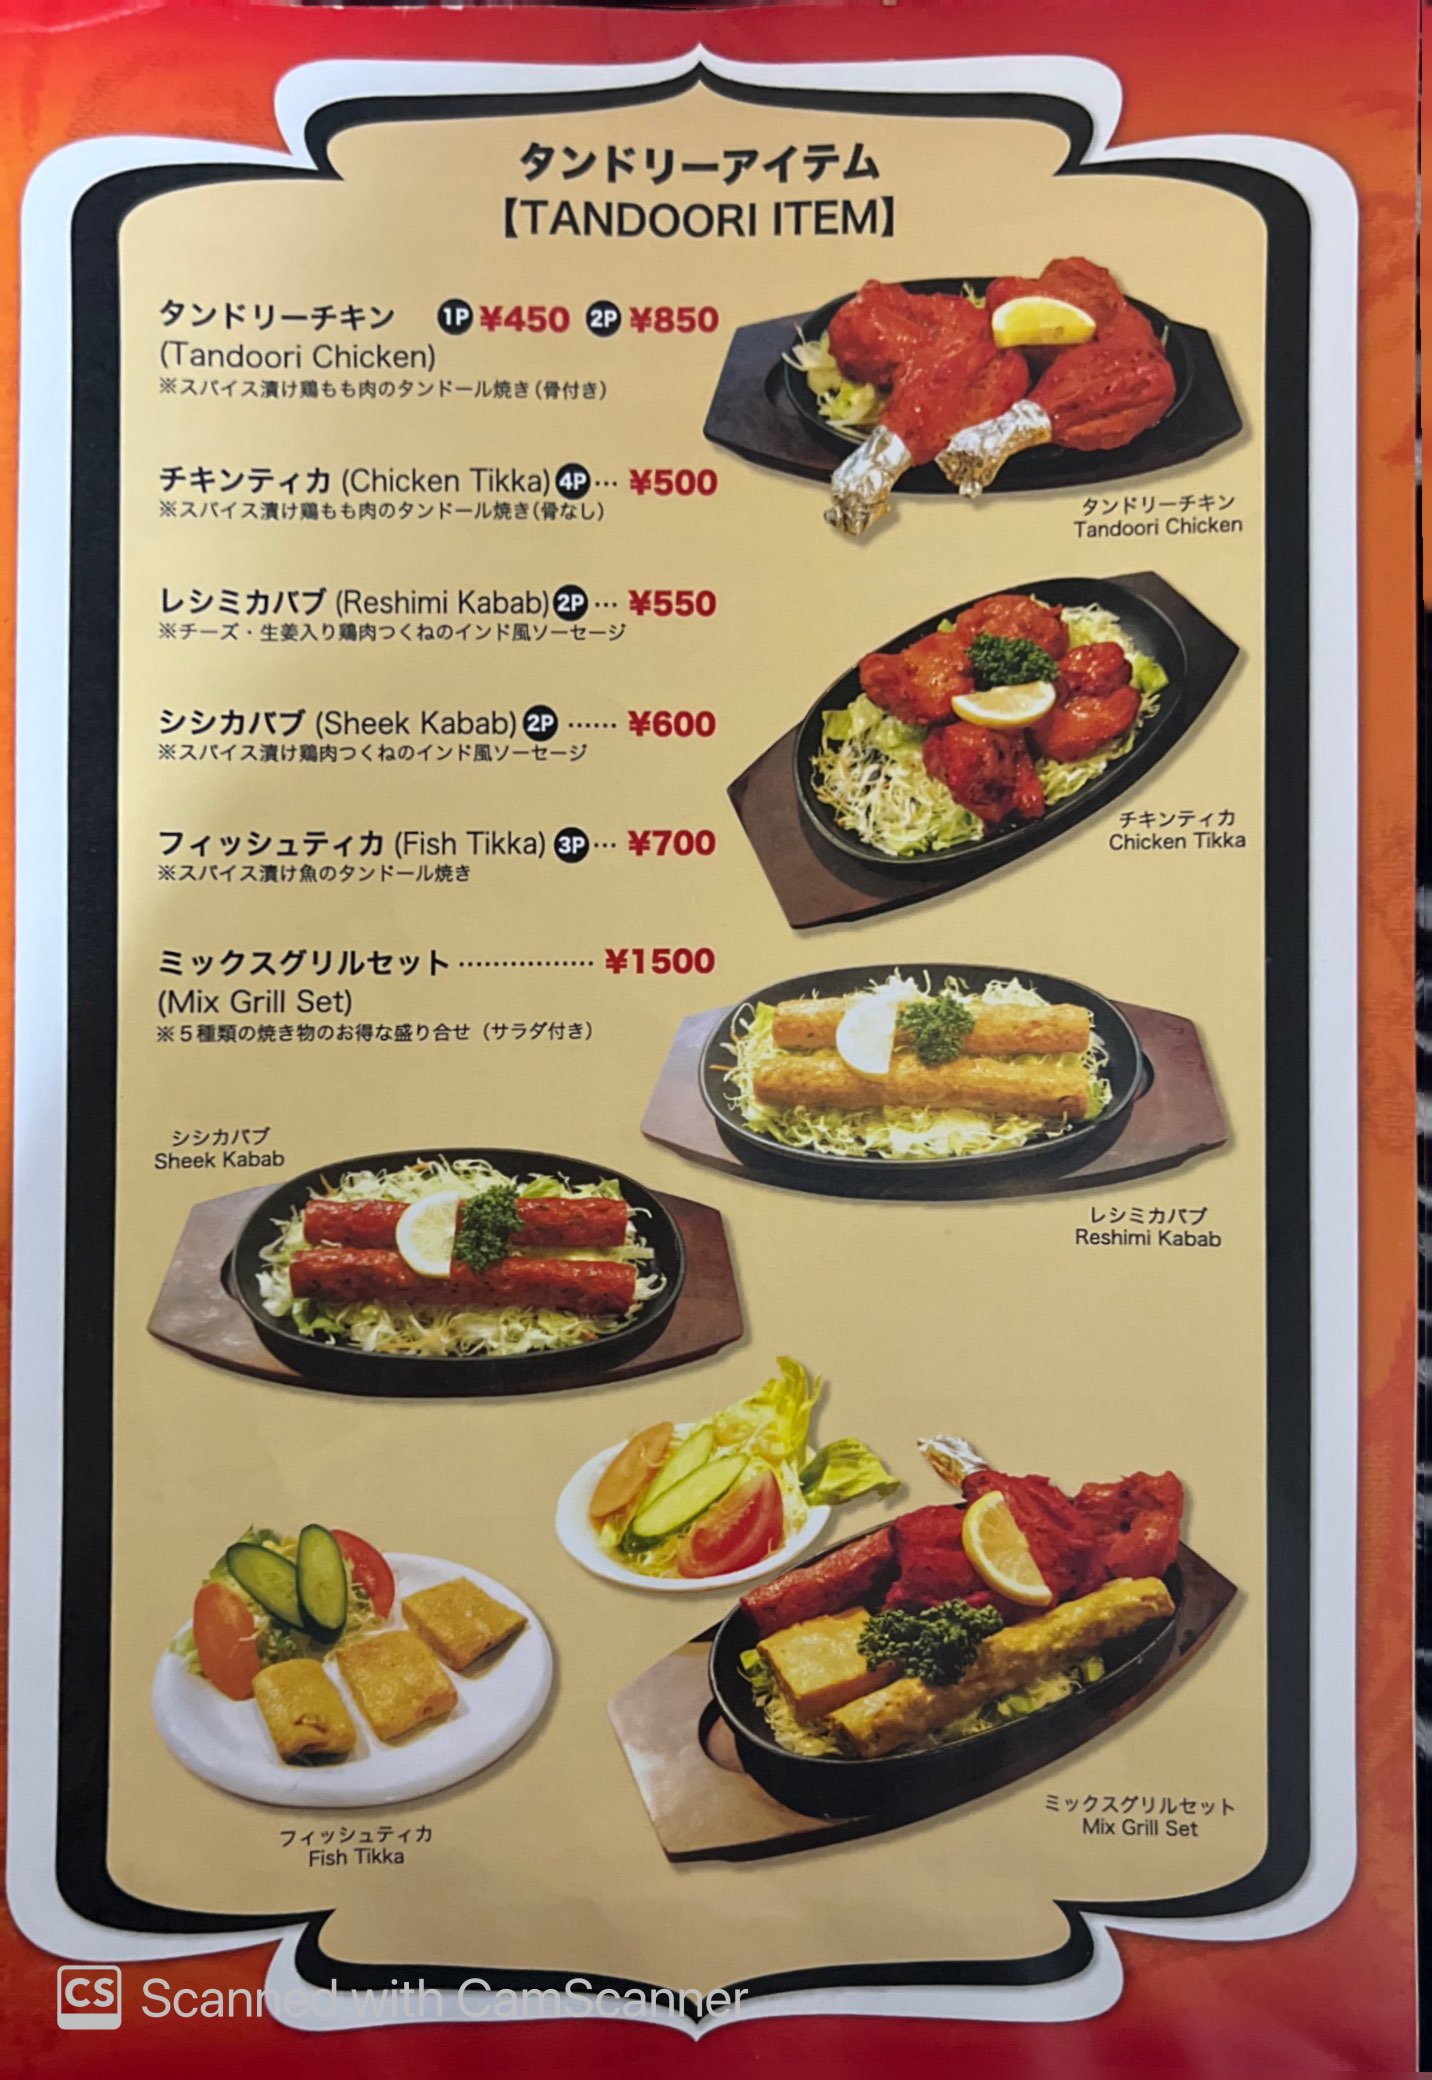 タンドリーアイテム
【TANDOORI ITEM】
タンドリーチキン 1P ¥450 2P ¥850
(Tandoori Chicken)
※スパイス漬け鶏もも肉のタンドール焼き(骨付き)
チキンティカ (Chicken Tikka) 4P … ¥500
※スパイス漬け鶏もも肉のタンドール焼き(骨なし)
レシミカバブ (Reshimi Kabab) 2P … ¥550
※チーズ・生姜入り鶏肉つくねのインド風ソーセージ
シシカバブ (Sheek Kabab) 2P …… ¥600
※スパイス漬け鶏肉つくねのインド風ソーセージ
フィッシュティカ (Fish Tikka) 3P … ¥700
※スパイス漬け魚のタンドール焼き
ミックスグリルセット ……………… ¥1500
(Mix Grill Set)
※5種類の焼き物のお得な盛り合せ (サラダ付き)
タンドリーチキン
Tandoori Chicken
チキンティカ
Chicken Tikka
レシミカバブ
Reshimi Kabab
シシカバブ
Sheek Kabab
フィッシュティカ
Fish Tikka
ミックスグリルセット
Mix Grill Set
CS Scanned with CamScanner